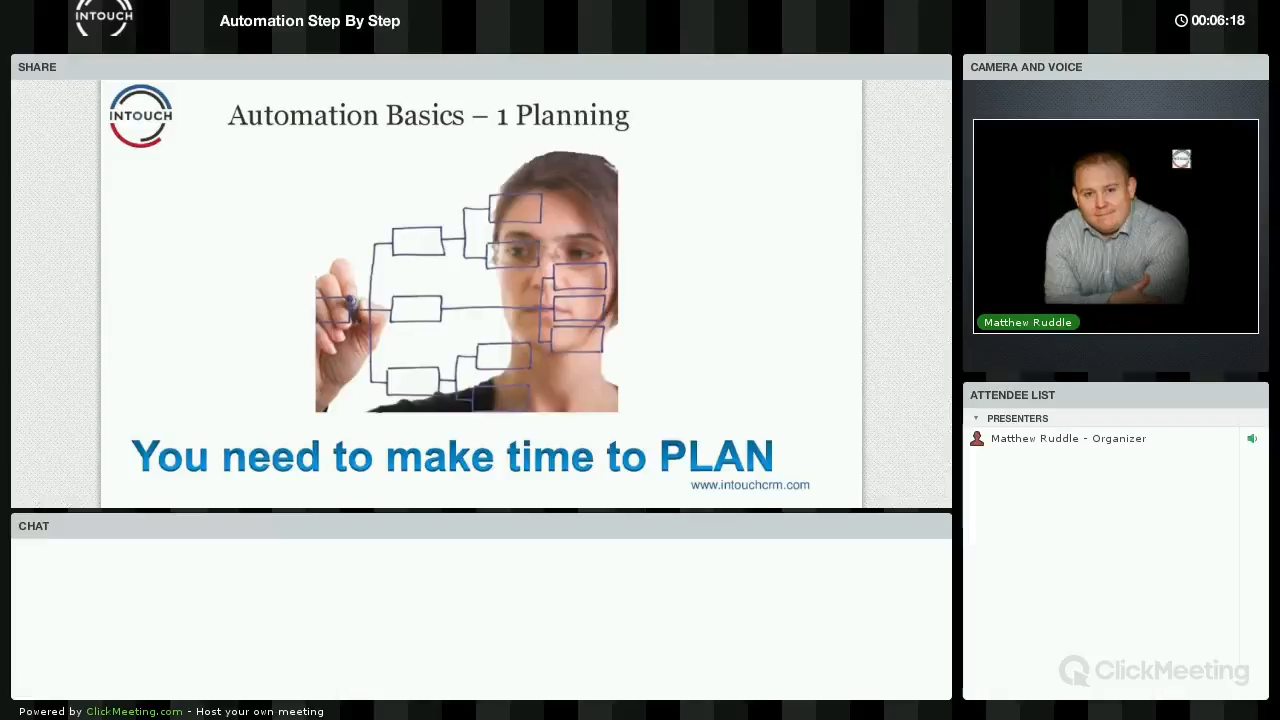 INTOUCH
Automation Step By Step
00:06:18
SHARE
INTOUCH
Automation Basics – 1 Planning
You need to make time to PLAN
www.intouchcrm.com
CAMERA AND VOICE
Matthew Ruddle
ATTENDEE LIST
PRESENTERS
Matthew Ruddle - Organizer
CHAT
ClickMeeting
Powered by ClickMeeting.com - Host your own meeting